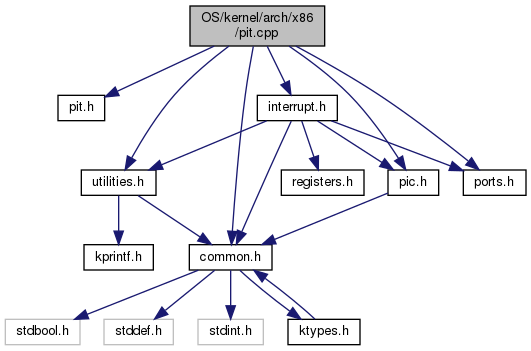 OS/kernel/arch/x86
/pit.cpp
pit.h
interrupt.h
utilities.h
registers.h
pic.h
ports.h
kprintf.h
common.h
stdbool.h
stddef.h
stdint.h
ktypes.h